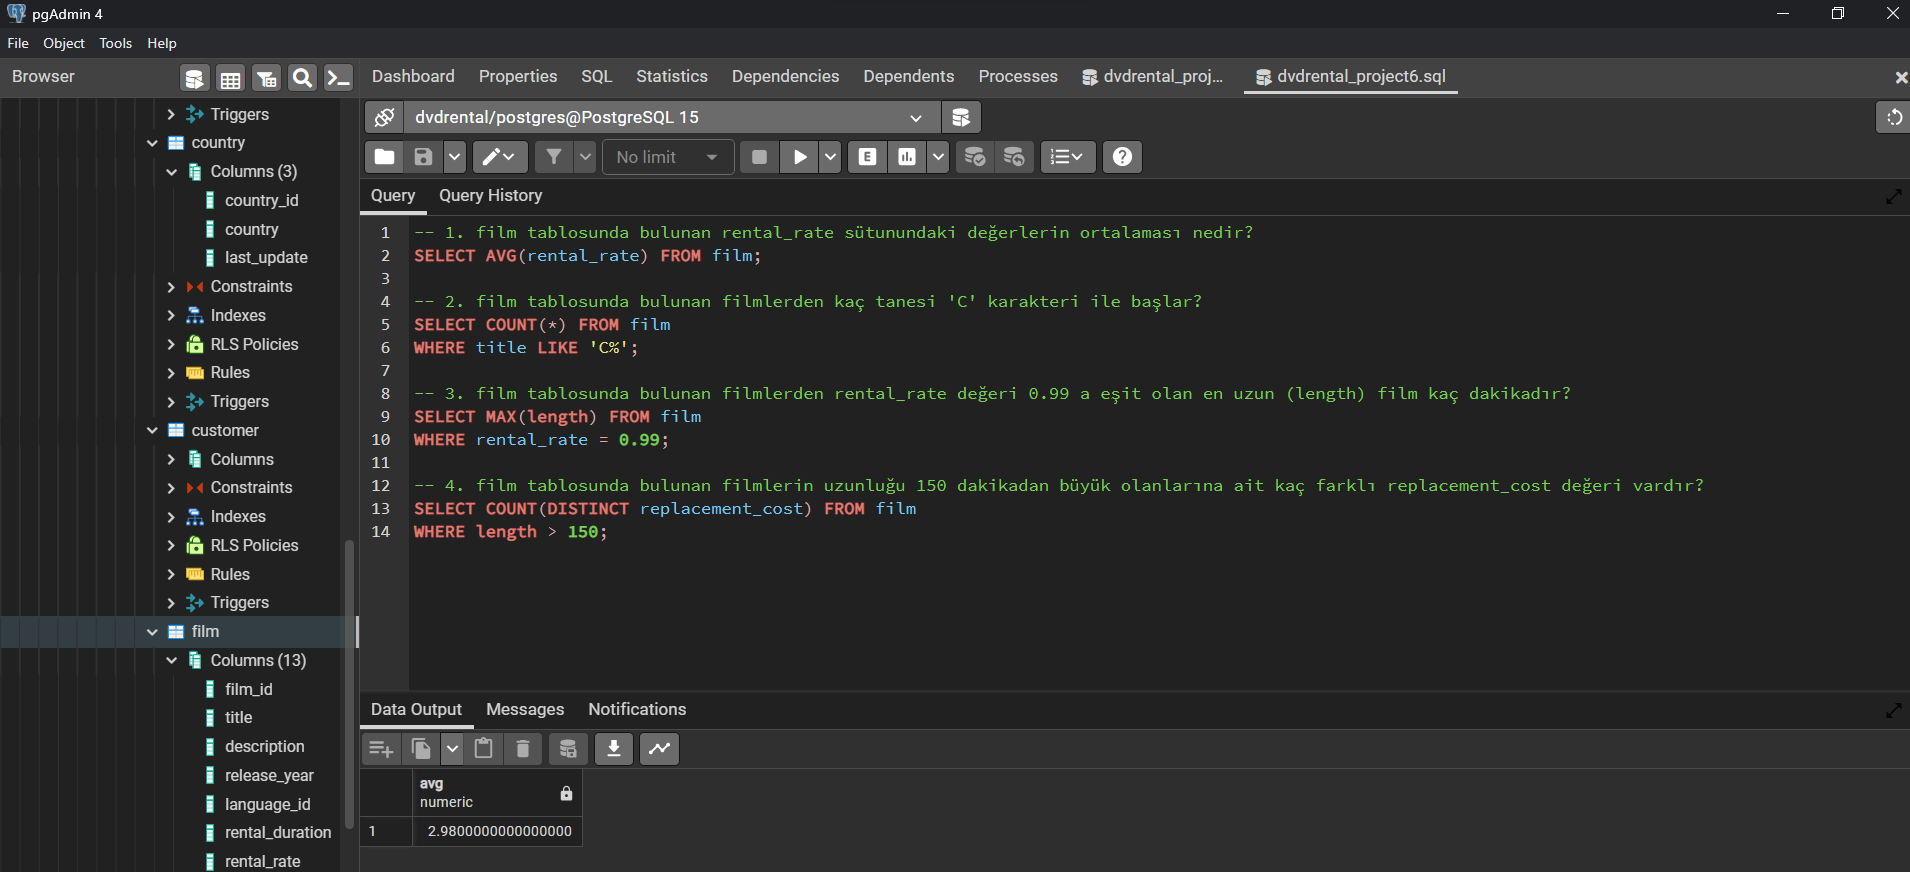 pgAdmin 4
File Object Tools Help
Browser
Dashboard Properties SQL Statistics Dependencies Dependents Processes dvdrental_proj... dvdrental_project6.sql
Triggers
country
Columns (3)
country_id
country
last_update
Constraints
Indexes
RLS Policies
Rules
Triggers
customer
Columns
Constraints
Indexes
RLS Policies
Rules
Triggers
film
Columns (13)
film_id
title
description
release_year
language_id
rental_duration
rental_rate
dvdrental/postgres@PostgreSQL 15
No limit
E
Query Query History
1 -- 1. film tablosunda bulunan rental_rate sütunundaki değerlerin ortalaması nedir?
2 SELECT AVG(rental_rate) FROM film;
3
4 -- 2. film tablosunda bulunan filmlerden kaç tanesi 'C' karakteri ile başlar?
5 SELECT COUNT(*) FROM film
6 WHERE title LIKE 'C%';
7
8 -- 3. film tablosunda bulunan filmlerden rental_rate değeri 0.99 a eşit olan en uzun (length) film kaç dakikadır?
9 SELECT MAX(length) FROM film
10 WHERE rental_rate = 0.99;
11
12 -- 4. film tablosunda bulunan filmlerin uzunluğu 150 dakikadan büyük olanlarına ait kaç farklı replacement_cost değeri vardır?
13 SELECT COUNT(DISTINCT replacement_cost) FROM film
14 WHERE length > 150;
Data Output Messages Notifications
avg
numeric
1 2.9800000000000000